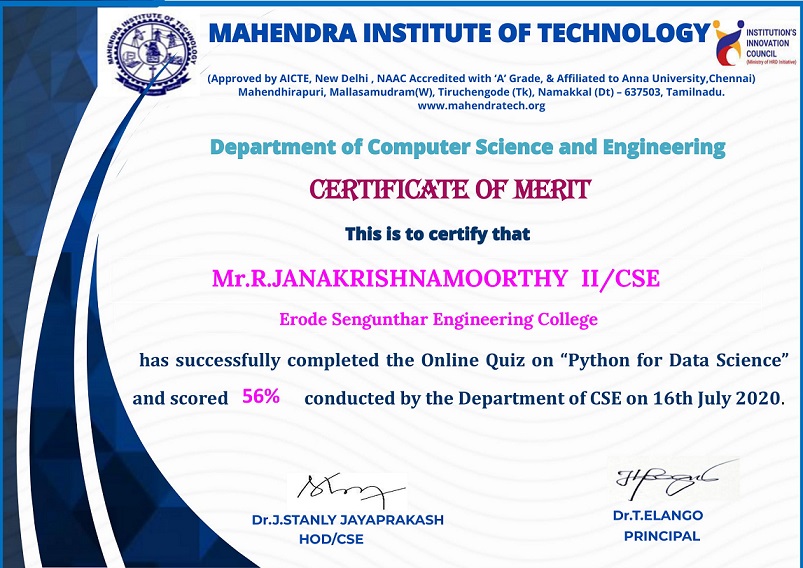 MAHENDRA INSTITUTE OF TECHNOLOGY
MAHENDRA INSTITUTE OF TECHNOLOGY
INSTITUTION'S
INNOVATION
COUNCIL
(Ministry of HRD Initiative)
(Approved by AICTE, New Delhi , NAAC Accredited with ‘A’ Grade, & Affiliated to Anna University,Chennai)
Mahendhirapuri, Mallasamudram(W), Tiruchengode (Tk), Namakkal (Dt) – 637503, Tamilnadu.
www.mahendratech.org
Department of Computer Science and Engineering
CERTIFICATE OF MERIT
This is to certify that
Mr.R.JANAKRISHNAMOORTHY II/CSE
Erode Sengunthar Engineering College
has successfully completed the Online Quiz on “Python for Data Science”
and scored 56% conducted by the Department of CSE on 16th July 2020.
Dr.J.STANLY JAYAPRAKASH
HOD/CSE
Dr.T.ELANGO
PRINCIPAL